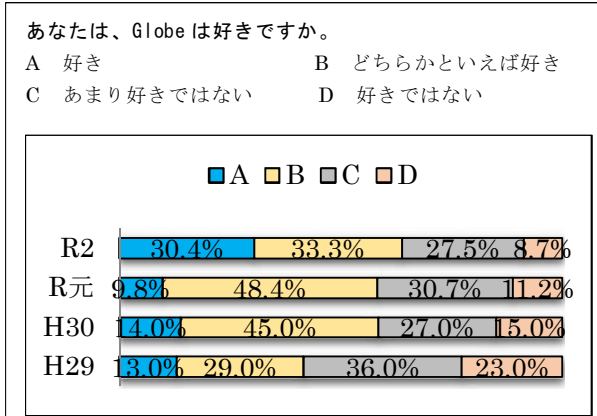 あなたは、Globe は好きですか。
A 好き B どちらかといえば好き
C あまり好きではない D 好きではない
A B C D
R2 30.4% 33.3% 27.5% 8.7%
R元 9.8% 48.4% 30.7% 11.2%
H30 14.0% 45.0% 27.0% 15.0%
H29 13.0% 29.0% 36.0% 23.0%